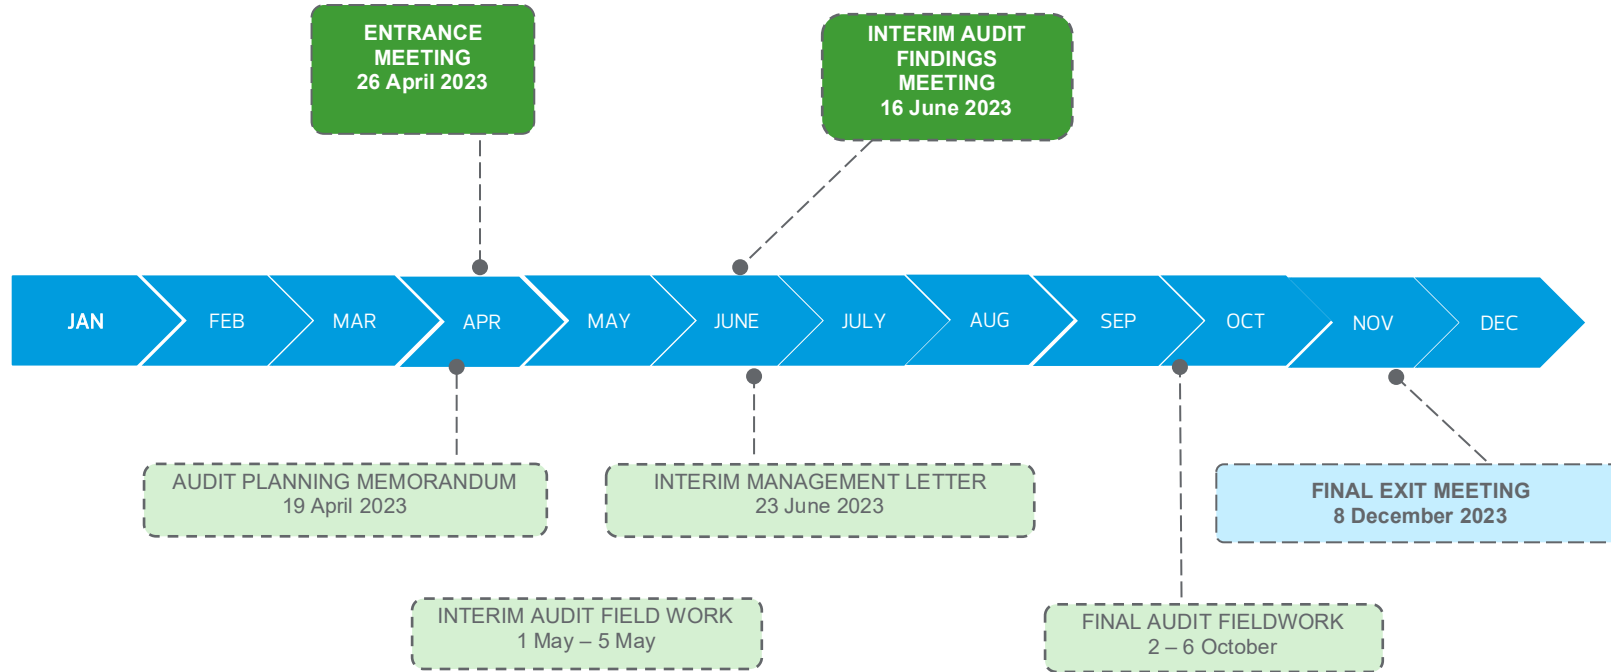 ENTRANCE
MEETING
26 April 2023
INTERIM AUDIT
FINDINGS
MEETING
16 June 2023
JAN
FEB
MAR
APR
MAY
JUNE
JULY
AUG
SEP
OCT
NOV
DEC
AUDIT PLANNING MEMORANDUM
19 April 2023
INTERIM MANAGEMENT LETTER
23 June 2023
FINAL EXIT MEETING
8 December 2023
INTERIM AUDIT FIELD WORK
1 May – 5 May
FINAL AUDIT FIELDWORK
2 – 6 October